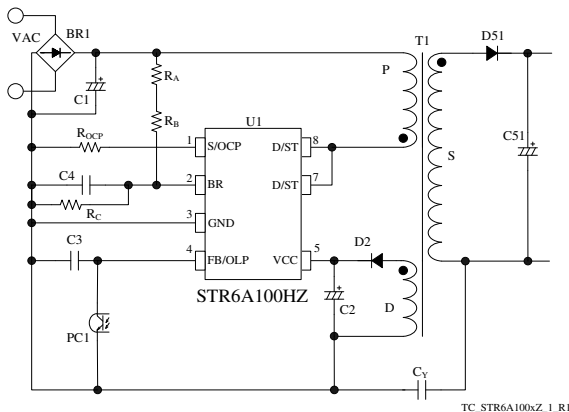 VAC
BR1
C1
RA
RB
ROCP
C4
RC
C3
PC1
U1
1
S/OCP
D/ST
8
2
BR
D/ST
7
3
GND
4
FB/OLP
VCC
5
STR6A100HZ
D2
C2
D
T1
P
S
D51
C51
CY
TC_STR6A100xZ_1_R1